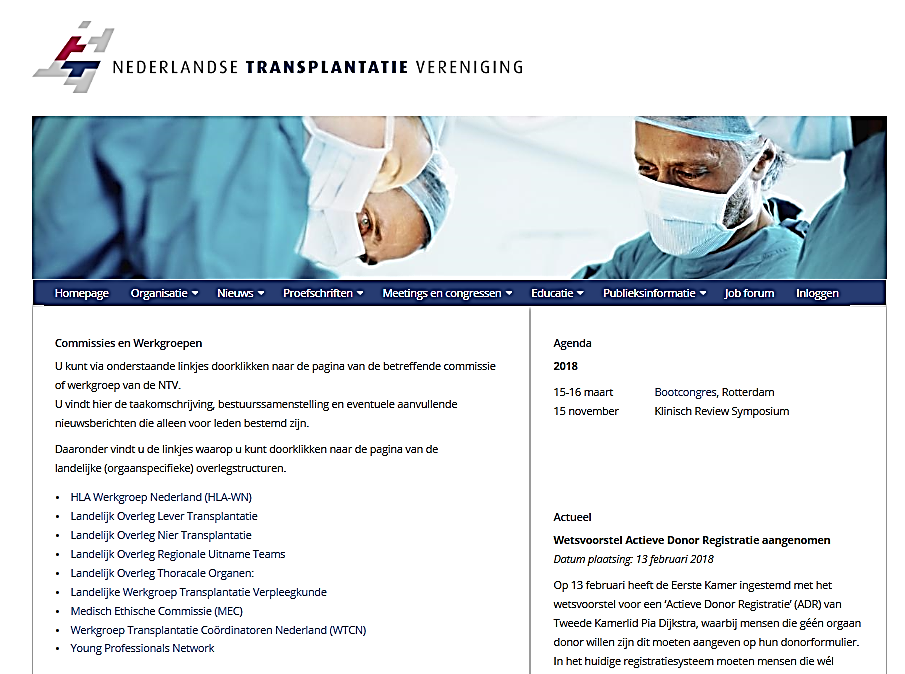 NEDERLANDSE TRANSPLANTATIE VERENIGING
Homepage Organisatie Nieuws Proefschriften Meetings en congressen Educatie Publieksinformatie Job forum Inloggen
Commissies en Werkgroepen
U kunt via onderstaande linkjes doorklikken naar de pagina van de betreffende commissie
of werkgroep van de NTV.
U vindt hier de taakomschrijving, bestuurssamenstelling en eventuele aanvullende
nieuwsberichten die alleen voor leden bestemd zijn.
Daaronder vindt u de linkjes waarop u kunt doorklikken naar de pagina van de
landelijke (orgaanspecifieke) overlegstructuren.
• HLA Werkgroep Nederland (HLA-WN)
• Landelijk Overleg Lever Transplantatie
• Landelijk Overleg Nier Transplantatie
• Landelijk Overleg Regionale Uitname Teams
• Landelijk Overleg Thoracale Organen:
• Landelijke Werkgroep Transplantatie Verpleegkunde
• Medisch Ethische Commissie (MEC)
• Werkgroep Transplantatie Coördinatoren Nederland (WTCN)
• Young Professionals Network
Agenda
2018
15-16 maart Bootcongres, Rotterdam
15 november Klinisch Review Symposium
Actueel
Wetsvoorstel Actieve Donor Registratie aangenomen
Datum plaatsing: 13 februari 2018
Op 13 februari heeft de Eerste Kamer ingestemd met het
wetsvoorstel voor een ‘Actieve Donor Registratie’ (ADR) van
Tweede Kamerlid Pia Dijkstra, waarbij mensen die géén orgaan
donor willen zijn dit moeten aangeven op hun donorformulier.
In het huidige registratiesysteem moeten mensen die wél